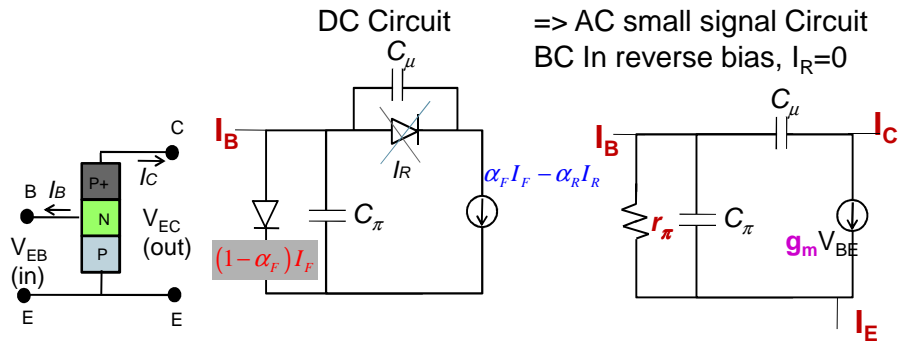 DC Circuit
=> AC small signal Circuit
BC In reverse bias, I_R=0
C
I_C
P+
B
I_B
N
P
V_EB
(in)
V_EC
(out)
E
E
I_B
C_μ
I_R
α_F I_F − α_R I_R
C_π
(1−α_F) I_F
I_B
C_μ
I_C
r_π
C_π
g_m V_BE
I_E